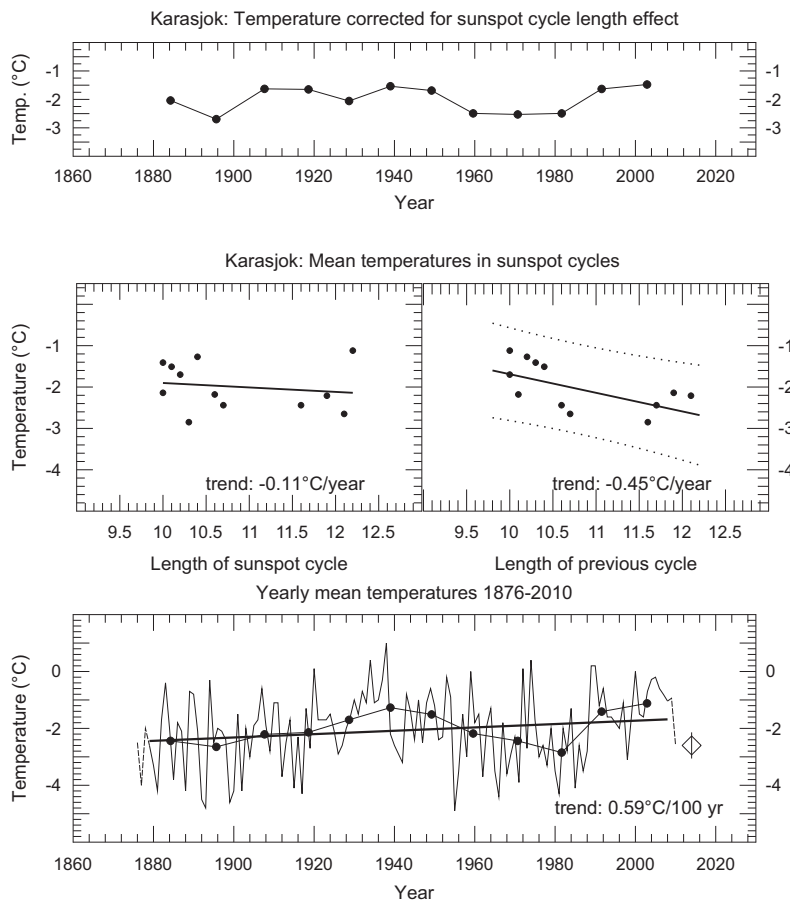 Karasjok: Temperature corrected for sunspot cycle length effect
Temp. (°C)
-1 -1
-2 -2
-3 -3
1860 1880 1900 1920 1940 1960 1980 2000 2020
Year
Karasjok: Mean temperatures in sunspot cycles
Temperature (°C)
-1 -1
-2 -2
-3 -3
-4 -4
trend: -0.11°C/year trend: -0.45°C/year
9.5 10 10.5 11 11.5 12 12.5 9.5 10 10.5 11 11.5 12 12.5
Length of sunspot cycle Length of previous cycle
Yearly mean temperatures 1876-2010
Temperature (°C)
0 0
-2 -2
-4 -4
trend: 0.59°C/100 yr
1860 1880 1900 1920 1940 1960 1980 2000 2020
Year